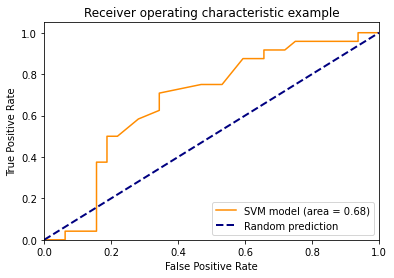 Receiver operating characteristic example
True Positive Rate
1.0
0.8
0.6
0.4
0.2
0.0
SVM model (area = 0.68)
Random prediction
0.0 0.2 0.4 0.6 0.8 1.0
False Positive Rate